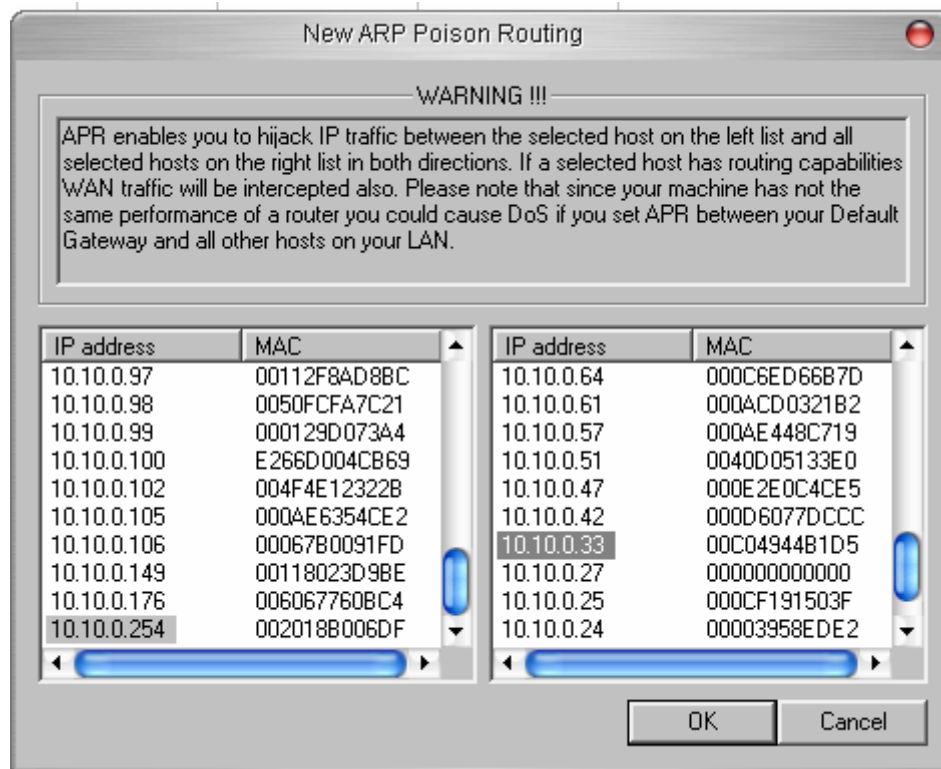 New ARP Poison Routing
WARNING !!!
APR enables you to hijack IP traffic between the selected host on the left list and all
selected hosts on the right list in both directions. If a selected host has routing capabilities
WAN traffic will be intercepted also. Please note that since your machine has not the
same performance of a router you could cause DoS if you set APR between your Default
Gateway and all other hosts on your LAN.
IP address MAC
10.10.0.97 00112F8AD8BC
10.10.0.98 0050FCFA7C21
10.10.0.99 000129D073A4
10.10.0.100 E266D004CB69
10.10.0.102 004F4E12322B
10.10.0.105 000AE6354CE2
10.10.0.106 00067B0091FD
10.10.0.149 00118023D9BE
10.10.0.176 006067760BC4
10.10.0.254 002018B006DF
IP address MAC
10.10.0.64 000C6ED66B7D
10.10.0.61 000ACD0321B2
10.10.0.57 000AE448C719
10.10.0.51 0040D05133E0
10.10.0.47 000E2E0C4CE5
10.10.0.42 000D6077DCCC
10.10.0.33 00C04944B1D5
10.10.0.27 000000000000
10.10.0.25 000CF191503F
10.10.0.24 00003958EDE2
OK Cancel